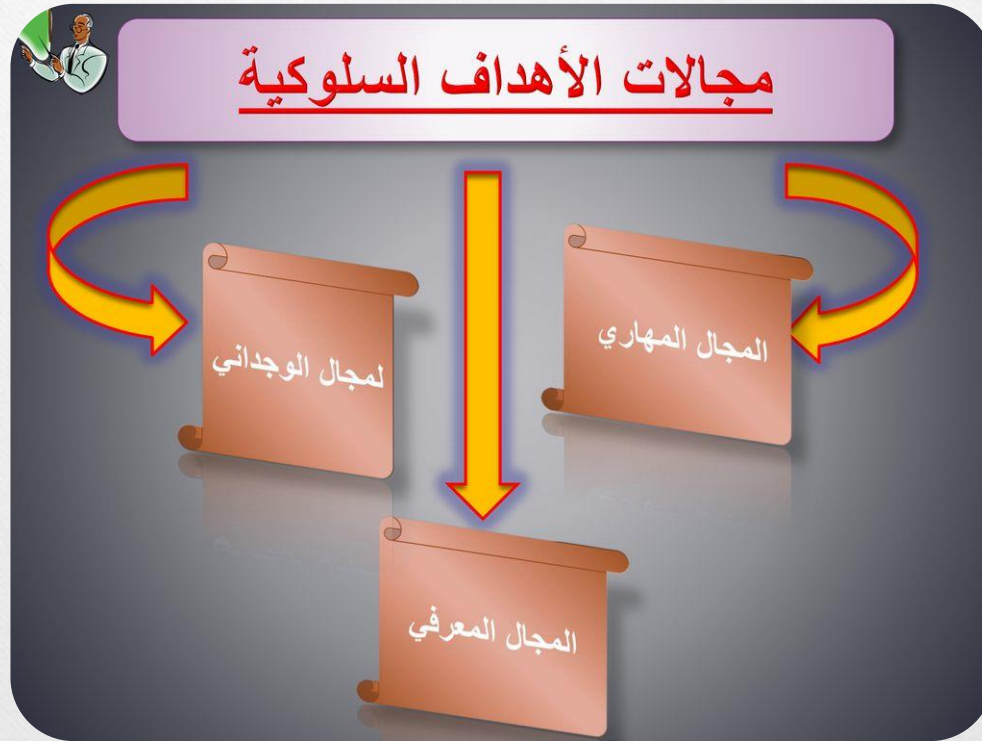 مجالات الأهداف السلوكية
المجال المهاري
لمجال الوجداني
المجال المعرفي